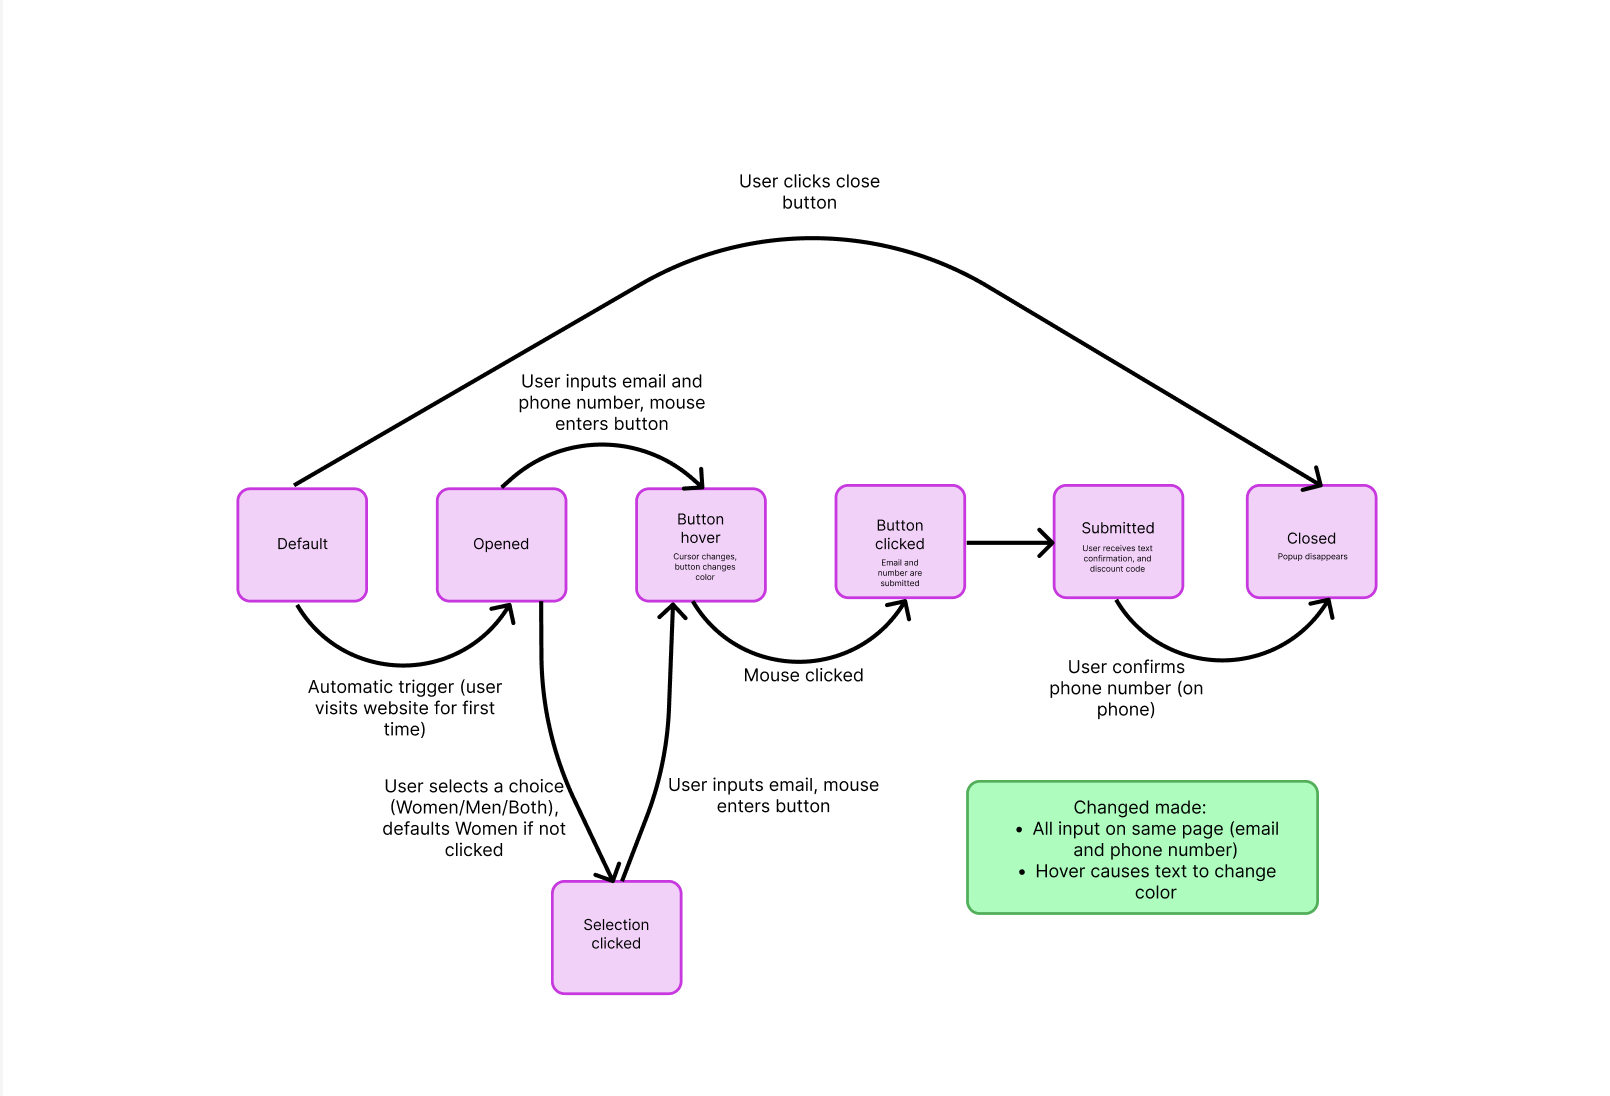 User clicks close
button
User inputs email and
phone number, mouse
enters button
Default
Opened
Button
hover
Cursor changes,
button changes
color
Button
clicked
Email and
number are
submitted
Submitted
User receives text
confirmation, and
discount code
Closed
Popup disappears
Automatic trigger (user
visits website for first
time)
Mouse clicked
User confirms
phone number (on
phone)
User selects a choice
(Women/Men/Both),
defaults Women if not
clicked
User inputs email, mouse
enters button
Changed made:
• All input on same page (email
and phone number)
• Hover causes text to change
color
Selection
clicked